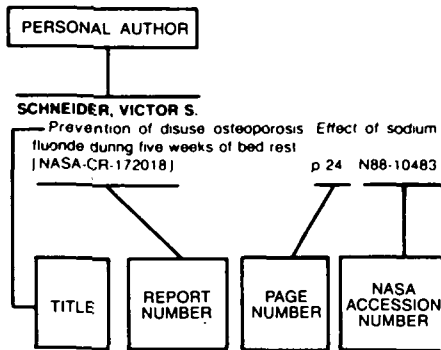 PERSONAL AUTHOR
SCHNEIDER, VICTOR S.
Prevention of disuse osteoporosis Effect of sodium
fluonde dunng five weeks of bed rest
[NASA-CR-172018] p 24 N88-10483
TITLE
REPORT
NUMBER
PAGE
NUMBER
NASA
ACCESSION
NUMBER